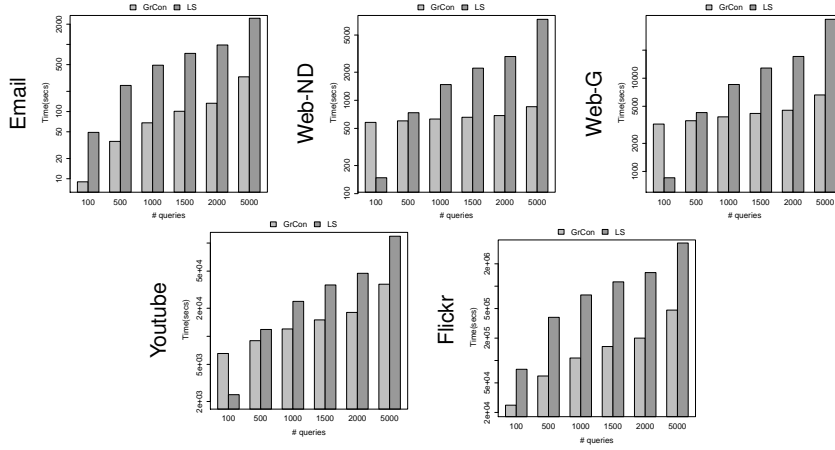 GrCon LS
Email
Time(secs)
10 20 50 100 500 2000
100 500 1000 1500 2000 5000
# queries
GrCon LS
Web-ND
Time(secs)
100 200 500 1000 2000 5000
100 500 1000 1500 2000 5000
# queries
GrCon LS
Web-G
Time(secs)
1000 2000 5000 10000
100 500 1000 1500 2000 5000
# queries
GrCon LS
Youtube
Time(secs)
2e+03 5e+03 2e+04 5e+04
100 500 1000 1500 2000 5000
# queries
GrCon LS
Flickr
Time(secs)
2e+04 5e+04 2e+05 5e+05 2e+06
100 500 1000 1500 2000 5000
# queries